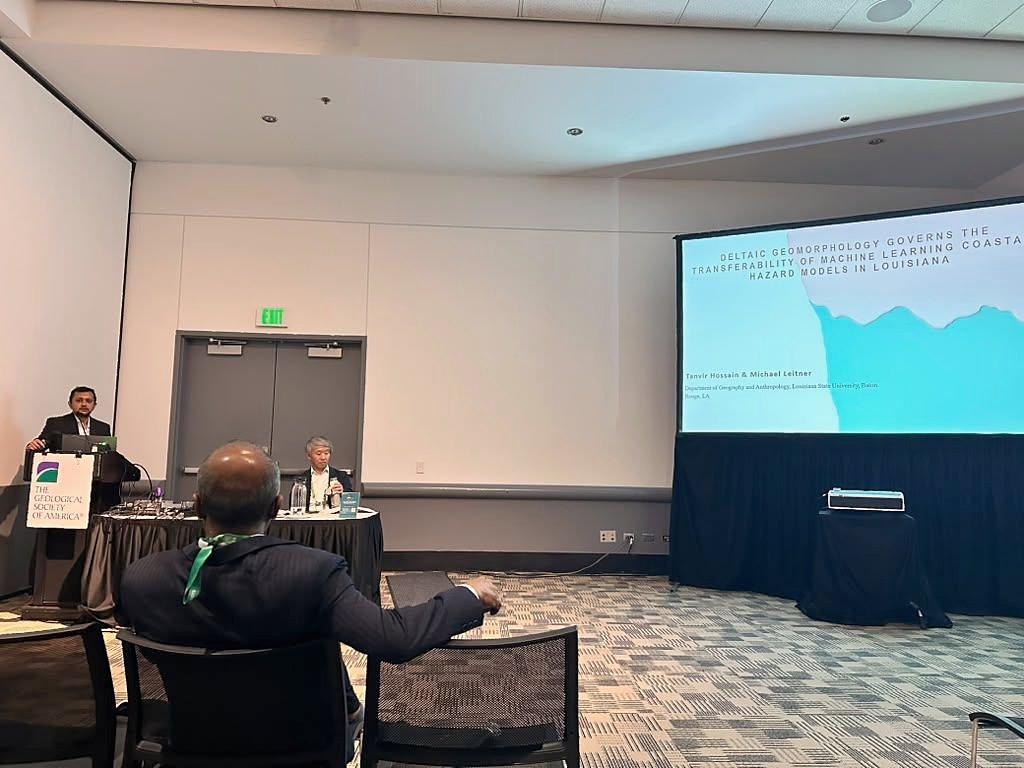 EXIT
DELTAIC GEOMORPHOLOGY GOVERNS THE
TRANSFERABILITY OF MACHINE LEARNING COASTA
HAZARD MODELS IN LOUISIANA
Tanvir Hossain & Michael Leitner
Department of Geography and Anthropology, Louisiana State University, Baton
Rouge, LA
THE
GEOLOGICAL
SOCIETY
OF AMERICA®